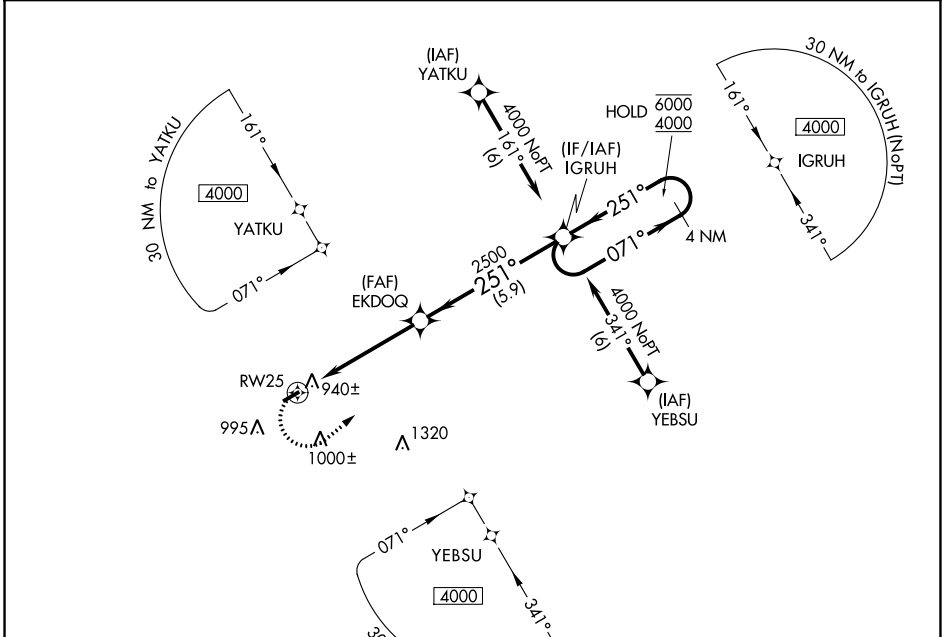 (IAF)
YATKU
4000 NoPT
161°
(6)
HOLD
6000
4000
30 NM to IGRUH (NoPT)
161°
4000
IGRUH
341°
30 NM to YATKU
161°
4000
YATKU
071°
(IF/IAF)
IGRUH
251°
071°
4 NM
2500
251°
(5.9)
(FAF)
EKDOQ
4000 NoPT
341°
(6)
(IAF)
YEBSU
RW25
940±
995
1000±
1320
071°
YEBSU
4000
341°
30